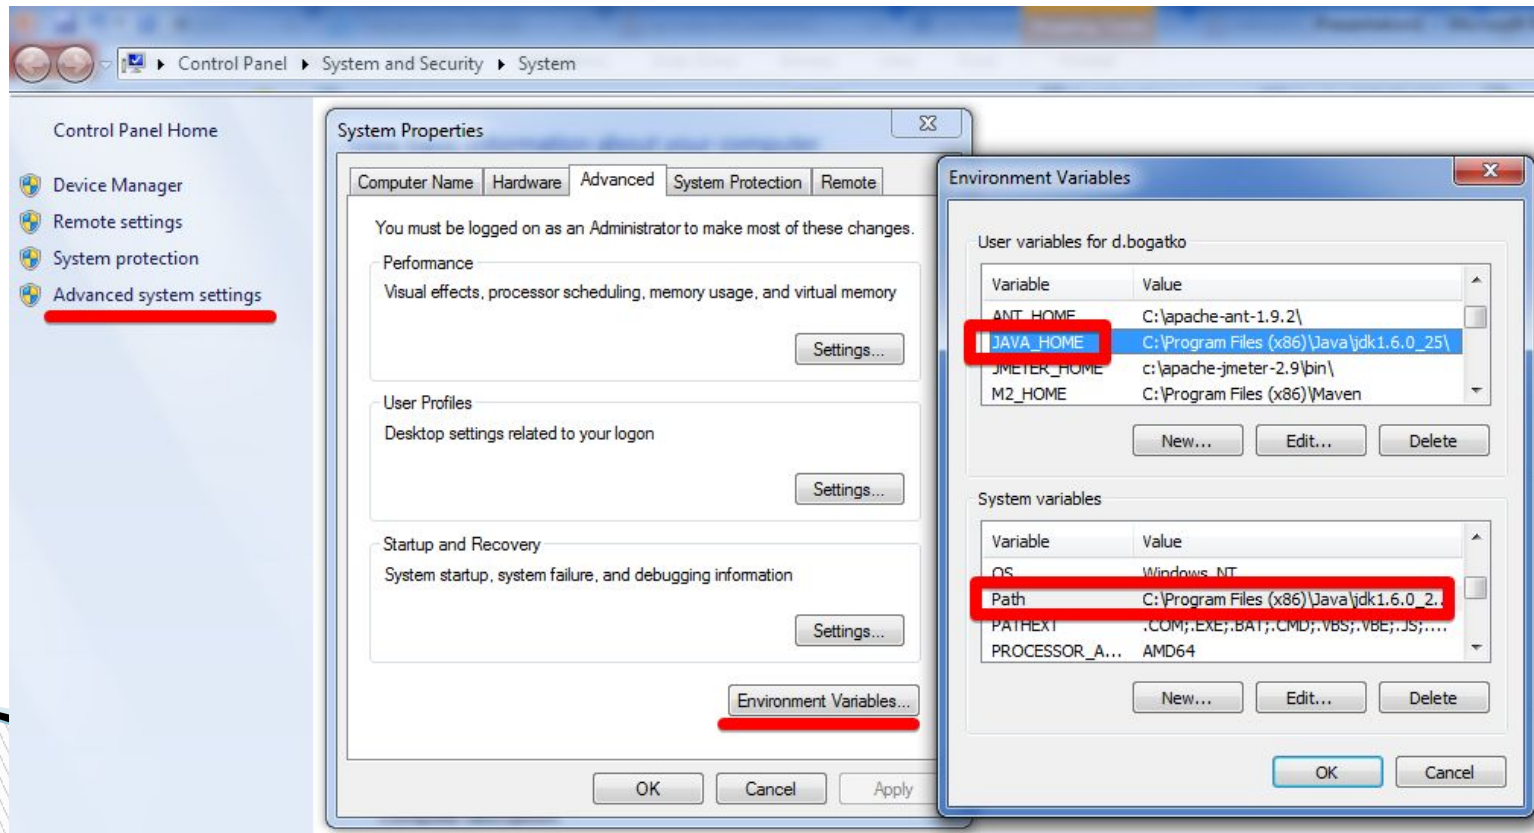 Control Panel ▸ System and Security ▸ System
Control Panel Home
Device Manager
Remote settings
System protection
Advanced system settings
System Properties
Computer Name Hardware Advanced System Protection Remote
You must be logged on as an Administrator to make most of these changes.
Performance
Visual effects, processor scheduling, memory usage, and virtual memory
Settings...
User Profiles
Desktop settings related to your logon
Settings...
Startup and Recovery
System startup, system failure, and debugging information
Settings...
Environment Variables...
OK Cancel Apply
Environment Variables
User variables for d.bogatko
Variable Value
ANT_HOME C:\apache-ant-1.9.2\
JAVA_HOME C:\Program Files (x86)\Java\jdk1.6.0_25\
JMETER_HOME c:\apache-jmeter-2.9\bin\
M2_HOME C:\Program Files (x86)\Maven
New... Edit... Delete
System variables
Variable Value
OS Windows_NT
Path C:\Program Files (x86)\Java\jdk1.6.0_2...
PATHEXT .COM;.EXE;.BAT;.CMD;.VBS;.VBE;.JS;....
PROCESSOR_A... AMD64
New... Edit... Delete
OK Cancel